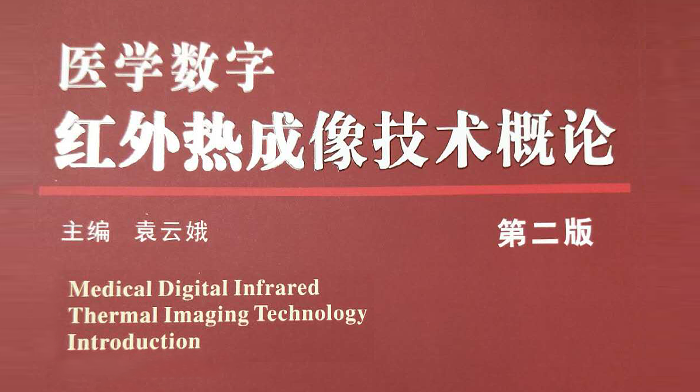 医学数字
红外热成像技术概论
主编 袁云娥 第二版
Medical Digital Infrared
Thermal Imaging Technology
Introduction